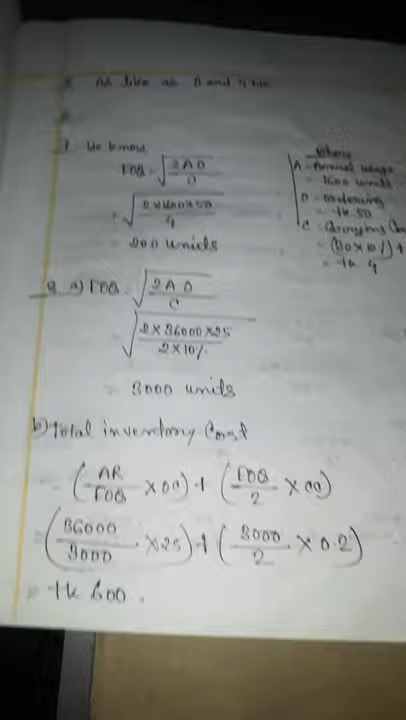 1. We know,
EOQ = √(2AO/C)
= √(2×1600×50/4)
= 200 units
Where
A = Annual usage
= 1600 units
O = Ordering
= tk 50
C = Carrying Co
= tk 4
a) EOQ = √(2AO/C)
= √(2×36000×25/2×10%)
= 3000 units
b) Total inventory Cost
= (AR/EOQ × OC) + (EOQ/2 × CC)
= (36000/3000 × 25) + (3000/2 × 0.2)
= tk 600.